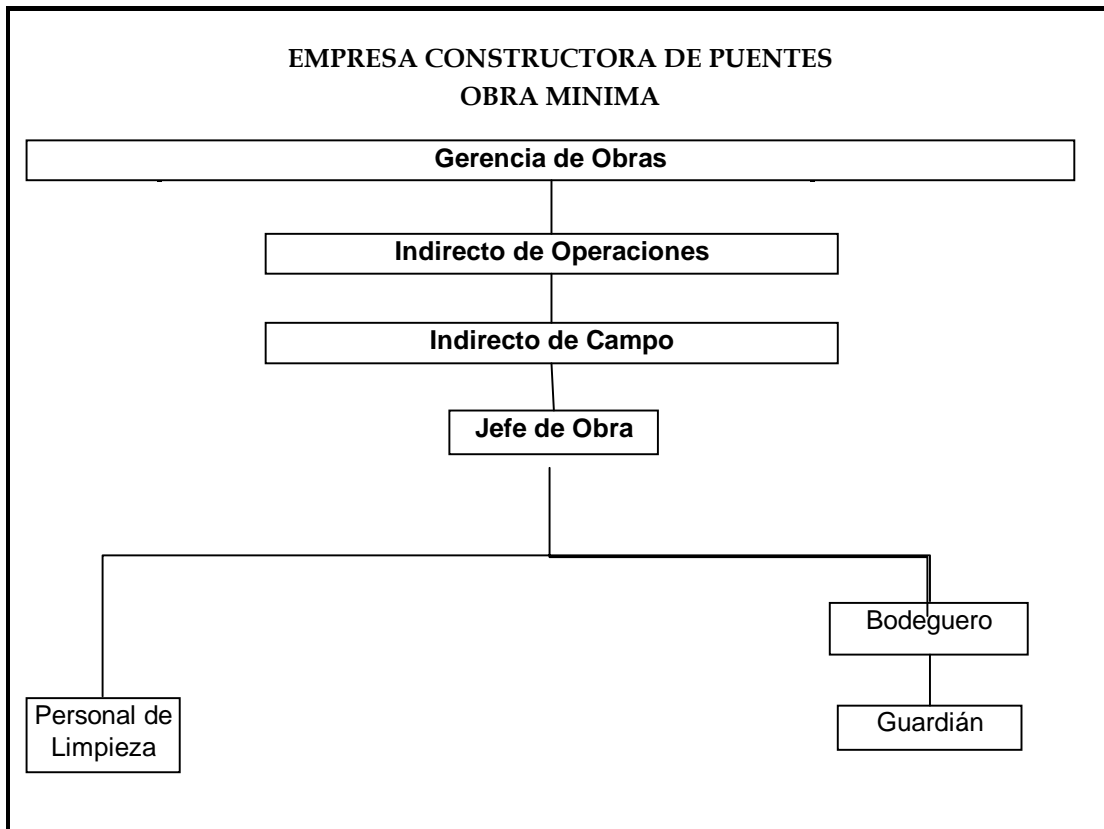 EMPRESA CONSTRUCTORA DE PUENTES
OBRA MINIMA
Gerencia de Obras
Indirecto de Operaciones
Indirecto de Campo
Jefe de Obra
Bodeguero
Personal de
Limpieza
Guardián